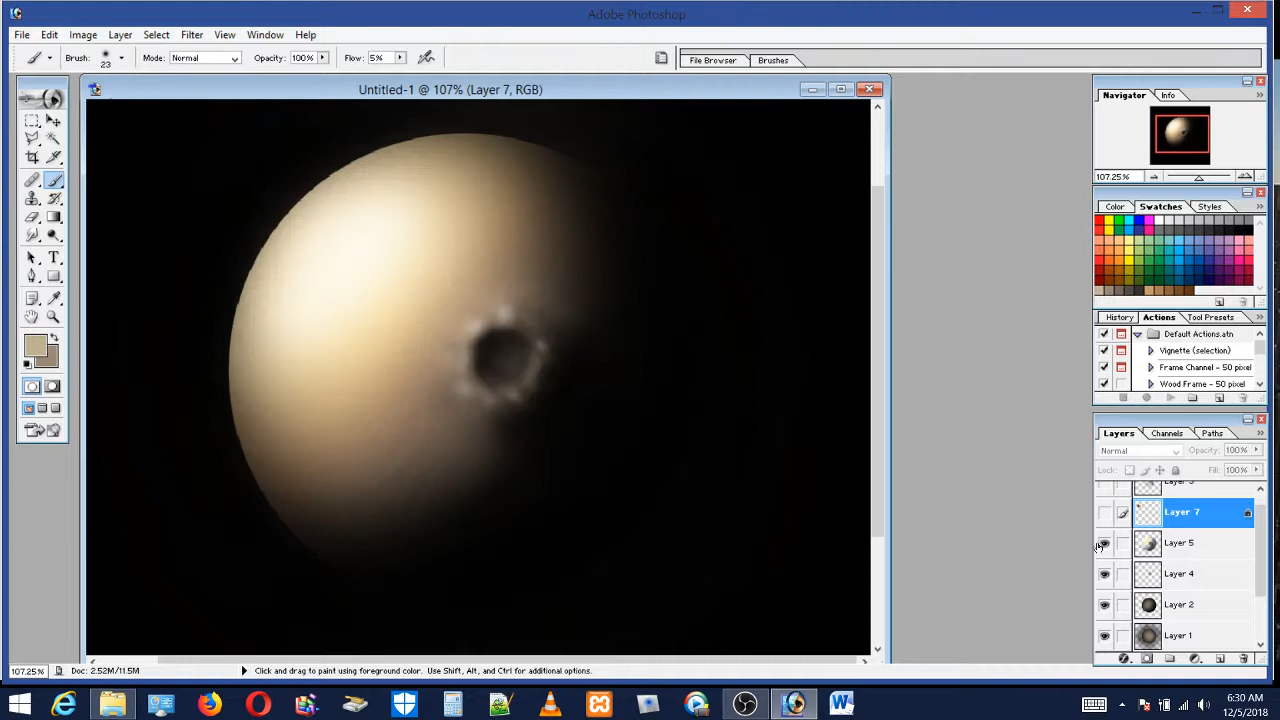 Adobe Photoshop
File Edit Image Layer Select Filter View Window Help
Brush: 23 Mode: Normal Opacity: 100% Flow: 5% File Browser Brushes
Untitled-1 @ 107% (Layer 7, RGB)
Navigator Info
107.25%
Color Swatches Styles
History Actions Tool Presets
Default Actions.atn
Vignette (selection)
Frame Channel - 50 pixel
Wood Frame - 50 pixel
Layers Channels Paths
Normal Opacity: 100%
Lock: Fill: 100%
Layer 7
Layer 5
Layer 4
Layer 2
Layer 1
107.25% Doc: 2.52M/11.5M Click and drag to paint using foreground color. Use Shift, Alt, and Ctrl for additional options.
6:30 AM
12/5/2018